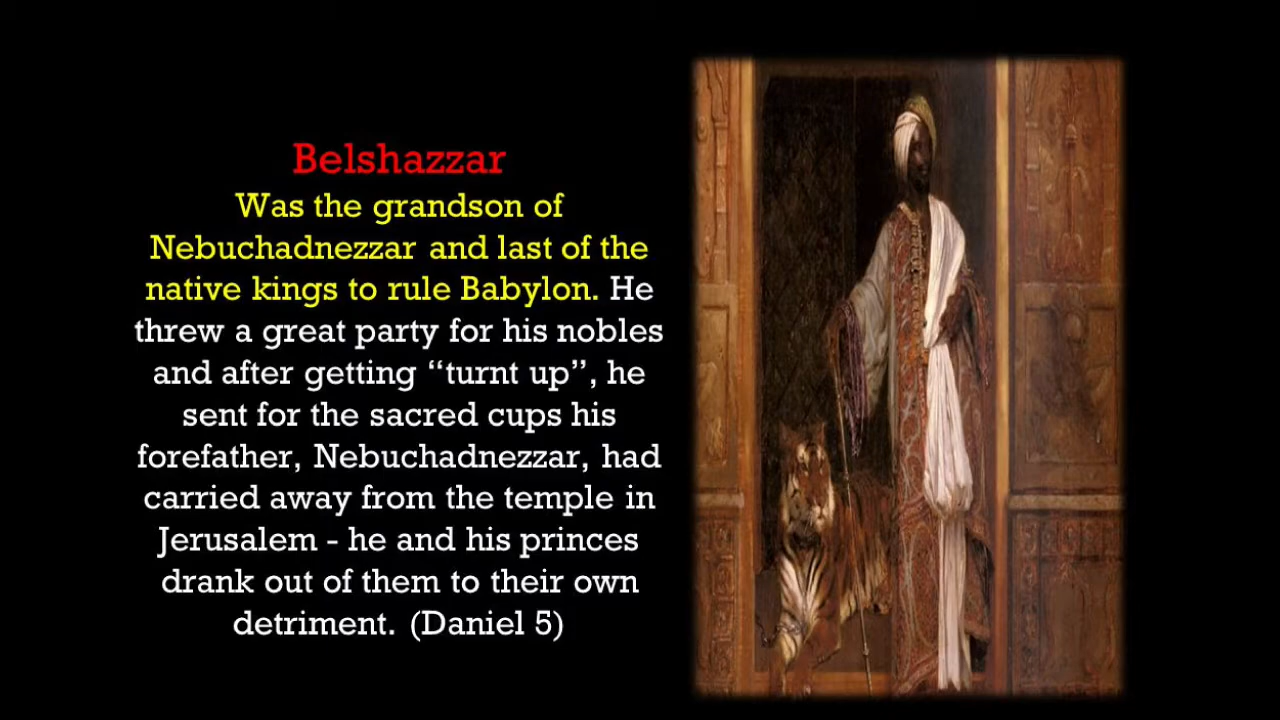 Belshazzar
Was the grandson of
Nebuchadnezzar and last of the
native kings to rule Babylon. He
threw a great party for his nobles
and after getting “turnt up”, he
sent for the sacred cups his
forefather, Nebuchadnezzar, had
carried away from the temple in
Jerusalem - he and his princes
drank out of them to their own
detriment. (Daniel 5)